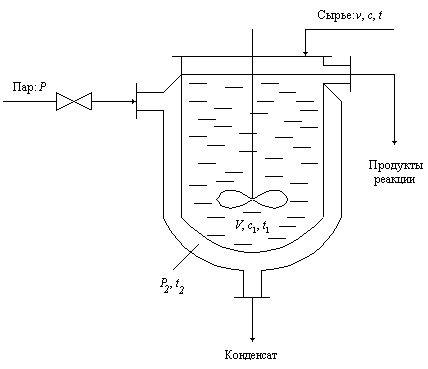 Сырье: v, c, t
Пар: P
Продукты
реакции
V, c₁, t₁
P₂, t₂
Конденсат